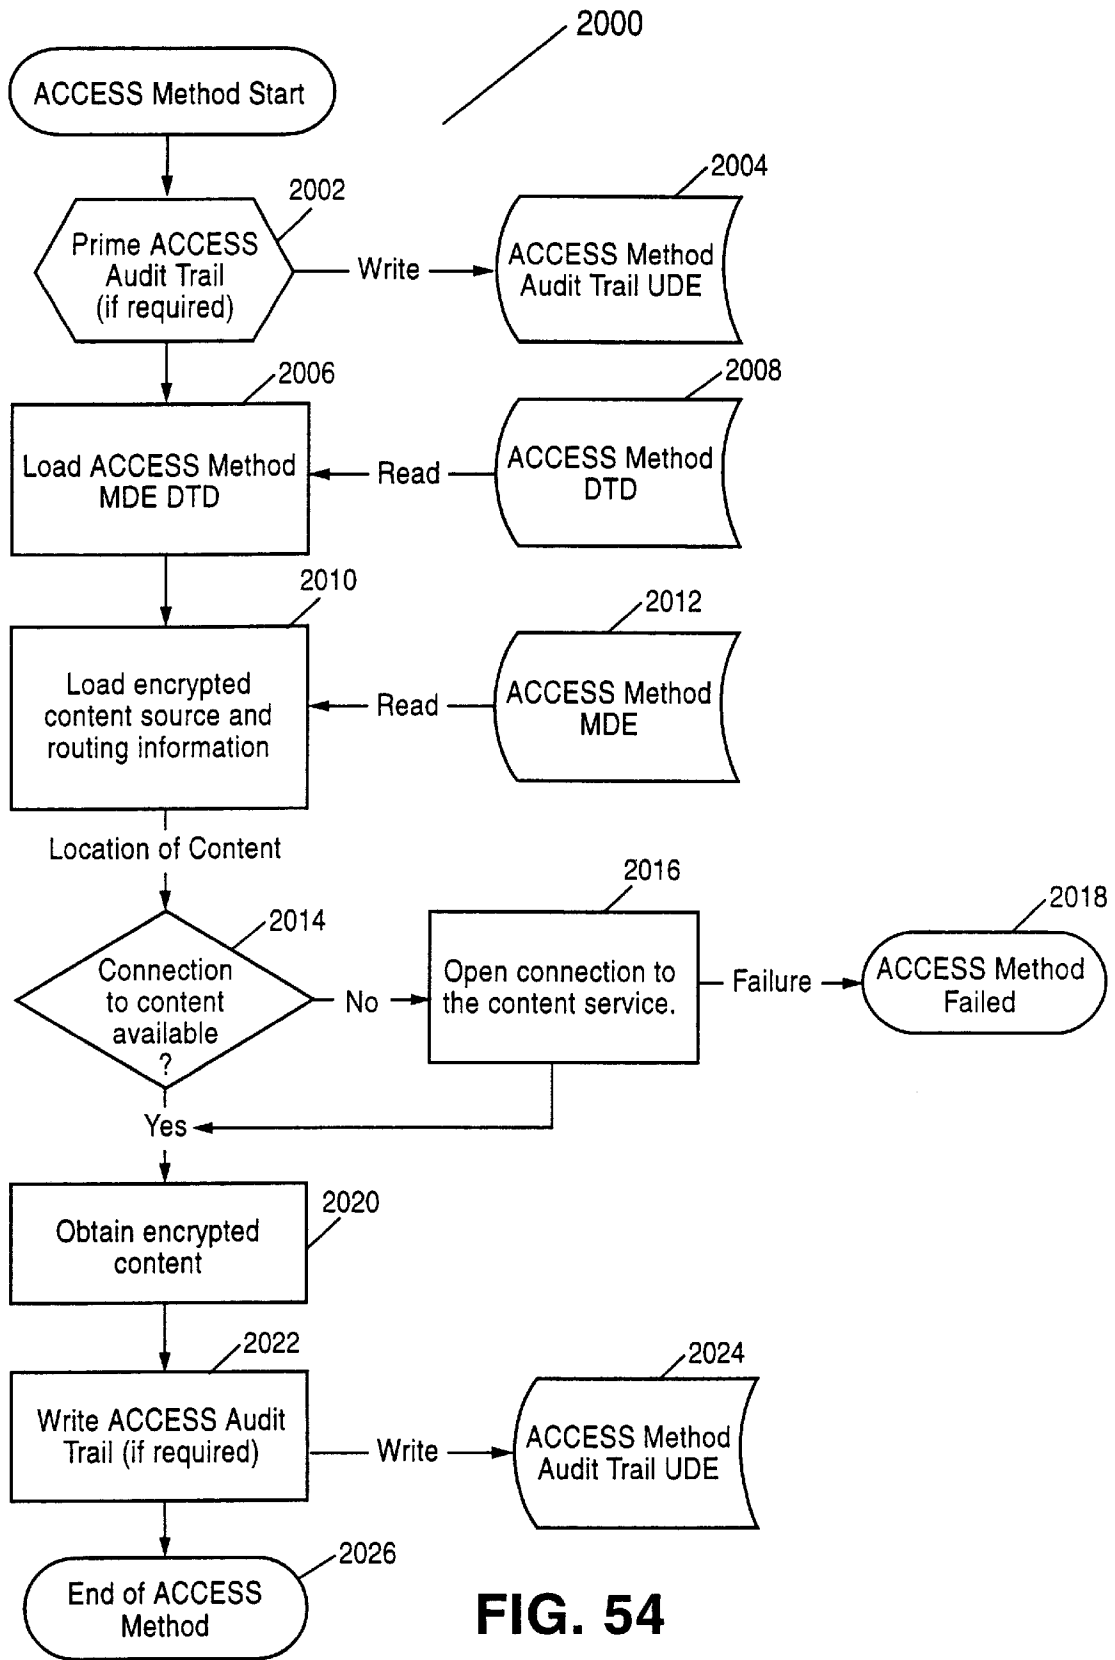 2000
ACCESS Method Start
2002
Prime ACCESS
Audit Trail
(if required)
Write
2004
ACCESS Method
Audit Trail UDE
2006
Load ACCESS Method
MDE DTD
Read
2008
ACCESS Method
DTD
2010
Load encrypted
content source and
routing information
Read
2012
ACCESS Method
MDE
Location of Content
2014
Connection
to content
available
?
No
2016
Open connection to
the content service.
Failure
2018
ACCESS Method
Failed
Yes
2020
Obtain encrypted
content
2022
Write ACCESS Audit
Trail (if required)
Write
2024
ACCESS Method
Audit Trail UDE
2026
End of ACCESS
Method
FIG. 54